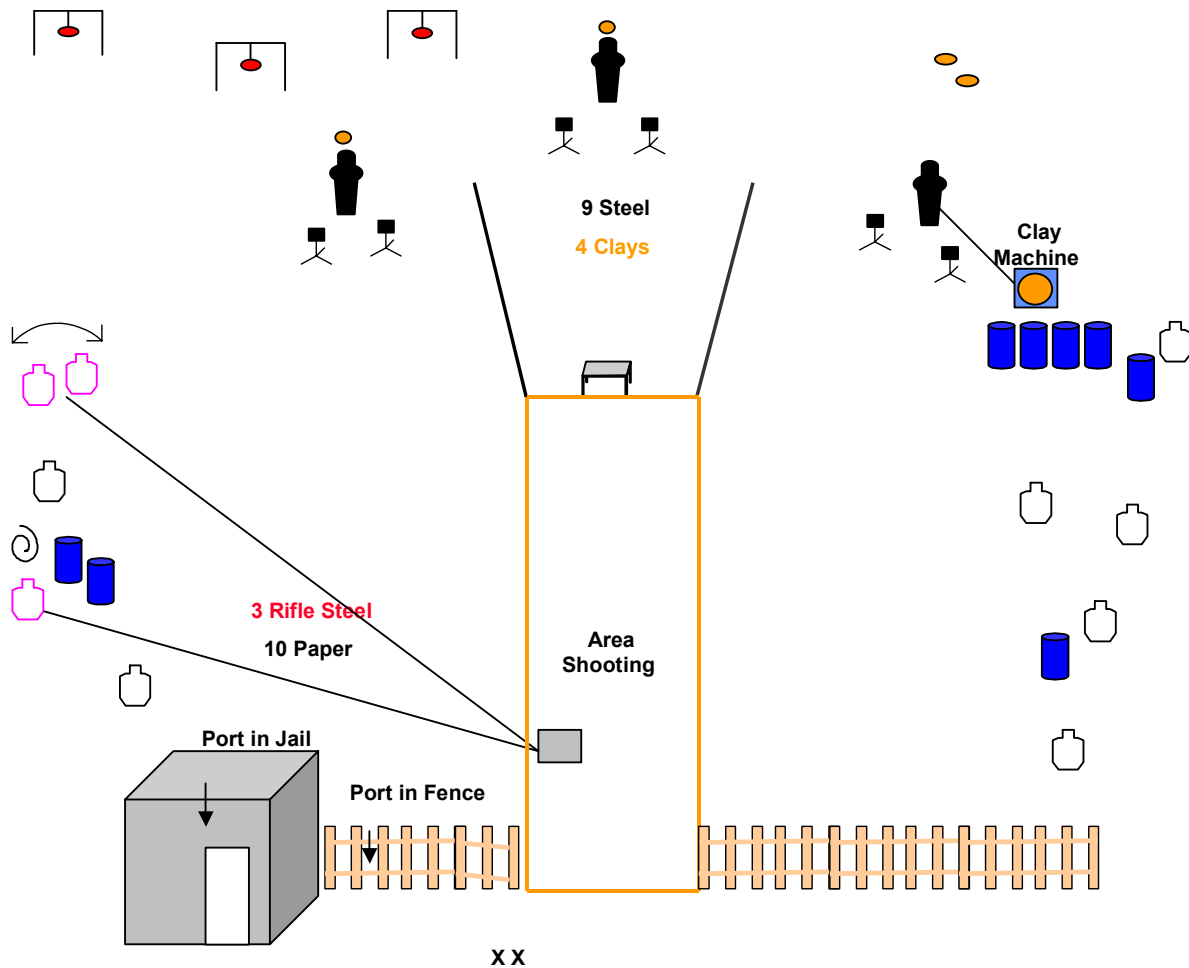 9 Steel
4 Clays
Clay
Machine
3 Rifle Steel
10 Paper
Area
Shooting
Port in Jail
Port in Fence
X X